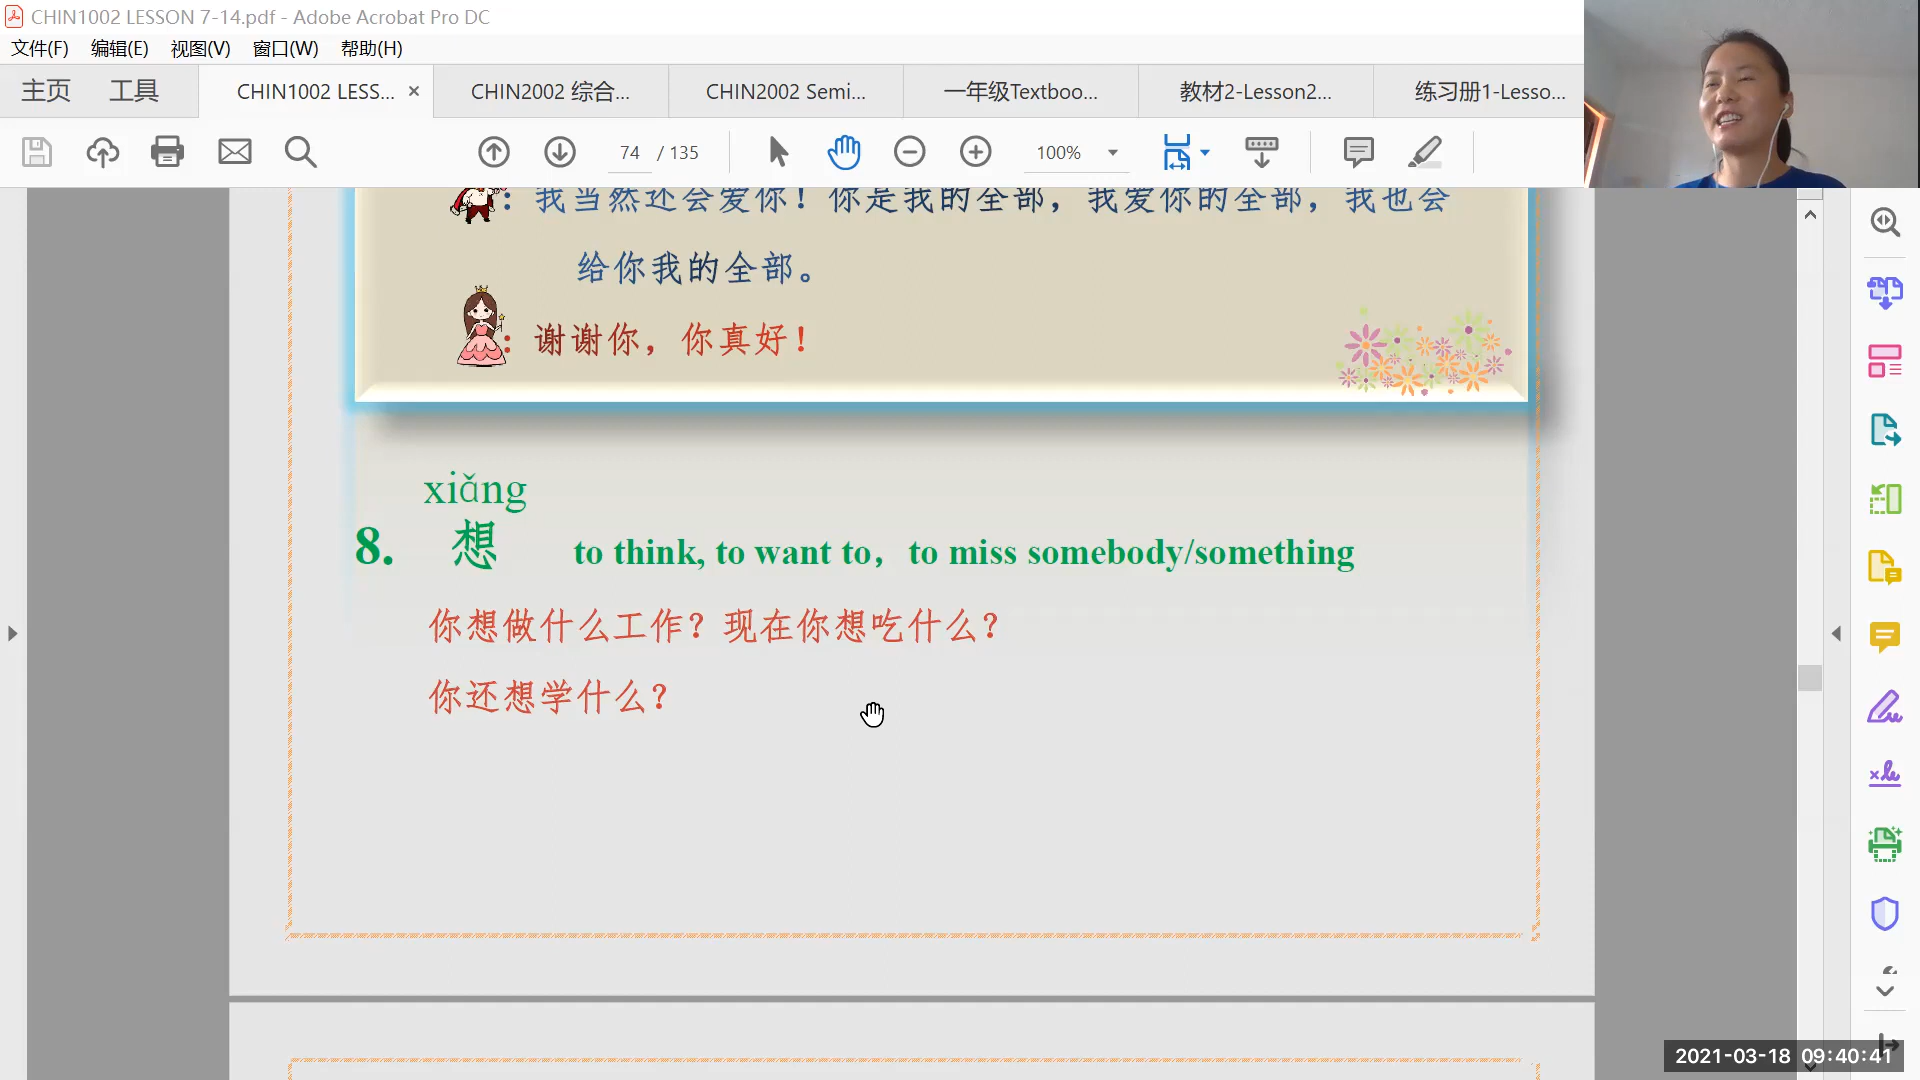 CHIN1002 LESSON 7-14.pdf - Adobe Acrobat Pro DC
文件(F) 编辑(E) 视图(V) 窗口(W) 帮助(H)
主页 工具 CHIN1002 LESS... × CHIN2002 综合... CHIN2002 Semi... 一年级Textboo... 教材2-Lesson2... 练习册1-Lesso...
74 / 135 100%
：我当然还会爱你！你是我的全部，我爱你的全部，我也会
给你我的全部。
：谢谢你，你真好！
xiǎng
8. 想 to think, to want to，to miss somebody/something
你想做什么工作？现在你想吃什么？
你还想学什么？
2021-03-18 09:40:41